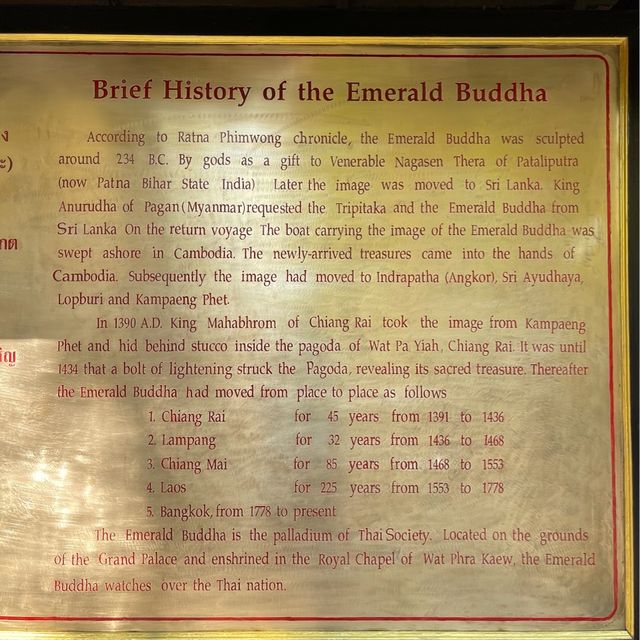 Brief History of the Emerald Buddha
According to Ratna Phimwong chronicle, the Emerald Buddha was sculpted
around 234 B.C. By gods as a gift to Venerable Nagasen Thera of Pataliputra
(now Patna Bihar State India) Later the image was moved to Sri Lanka. King
Anurudha of Pagan(Myanmar)requested the Tripitaka and the Emerald Buddha from
Sri Lanka On the return voyage The boat carrying the image of the Emerald Buddha was
swept ashore in Cambodia. The newly-arrived treasures came into the hands of
Cambodia. Subsequently the image had moved to Indrapatha (Angkor), Sri Ayudhaya,
Lopburi and Kampaeng Phet.
In 1390 A.D. King Mahabhrom of Chiang Rai took the image from Kampaeng
Phet and hid behind stucco inside the pagoda of Wat Pa Yiah, Chiang Rai. It was until
1434 that a bolt of lightening struck the Pagoda, revealing its sacred treasure. Thereafter
the Emerald Buddha had moved from place to place as follows
1. Chiang Rai for 45 years from 1391 to 1436
2. Lampang for 32 years from 1436 to 1468
3. Chiang Mai for 85 years from 1468 to 1553
4. Laos for 225 years from 1553 to 1778
5. Bangkok, from 1778 to present
The Emerald Buddha is the palladium of Thai Society. Located on the grounds
of the Grand Palace and enshrined in the Royal Chapel of Wat Phra Kaew, the Emerald
Buddha watches over the Thai nation.